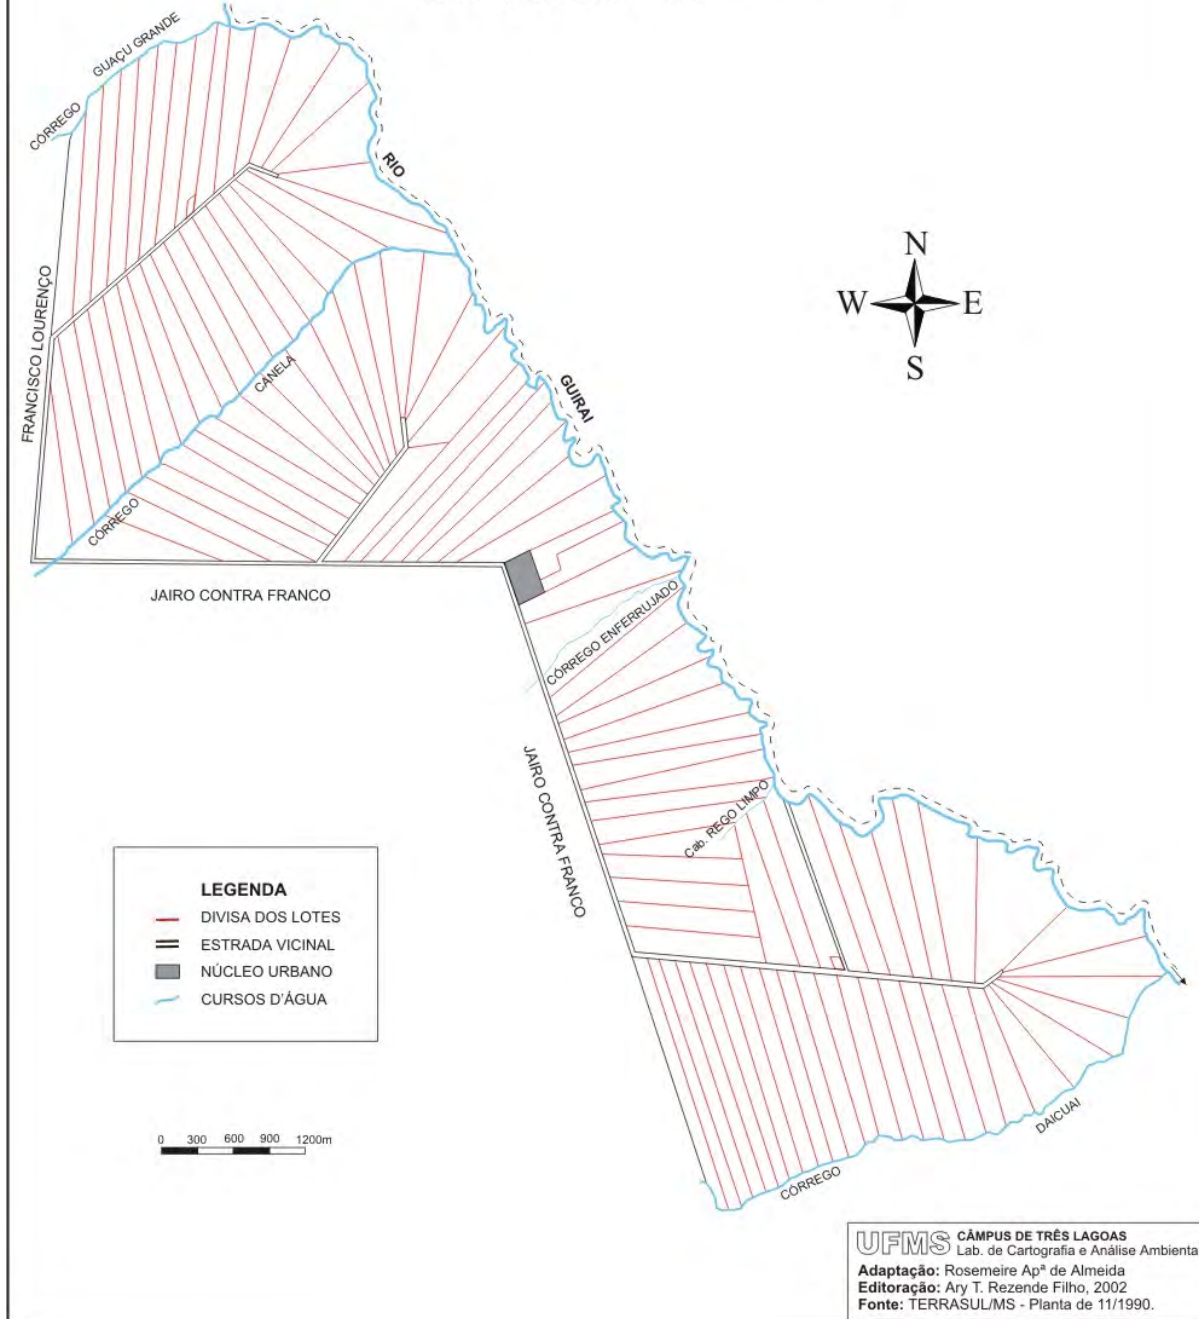 CÓRREGO GUAÇU GRANDE
RIO
GUIRAI
FRANCISCO LOURENÇO
CÓRREGO CANELA
N
W E
S
JAIRO CONTRA FRANCO
CÓRREGO ENFERRUJADO
JAIRO CONTRA FRANCO
Cab. REGO LIMPO
LEGENDA
DIVISA DOS LOTES
ESTRADA VICINAL
NÚCLEO URBANO
CURSOS D'ÁGUA
0 300 600 900 1200m
CÓRREGO DAICUAI
UFMS CÂMPUS DE TRÊS LAGOAS
Lab. de Cartografia e Análise Ambienta
Adaptação: Rosemeire Apª de Almeida
Editoração: Ary T. Rezende Filho, 2002
Fonte: TERRASUL/MS - Planta de 11/1990.